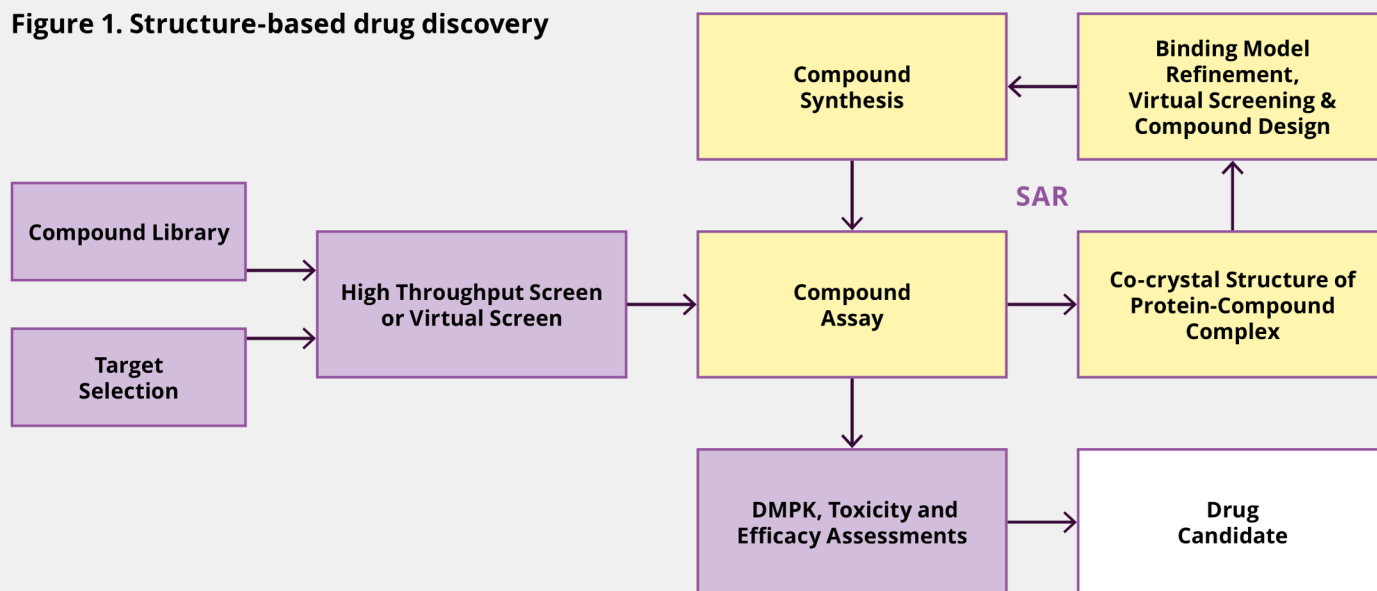 Figure 1. Structure-based drug discovery
Compound
Synthesis
Binding Model
Refinement,
Virtual Screening &
Compound Design
SAR
Compound Library
Target
Selection
High Throughput Screen
or Virtual Screen
Compound
Assay
Co-crystal Structure of
Protein-Compound
Complex
DMPK, Toxicity and
Efficacy Assessments
Drug
Candidate